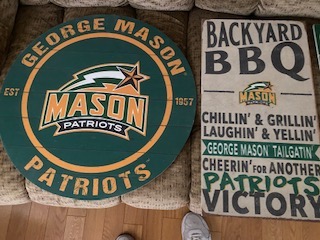 GEORGE MASON
EST
1957
MASON
PATRIOTS
PATRIOTS
BACKYARD
BBQ
MASON
CHILLIN' & GRILLIN'
LAUGHIN' & YELLIN'
GEORGE MASON TAILGATIN'
CHEERIN' FOR ANOTHER
PATRIOTS
VICTORY